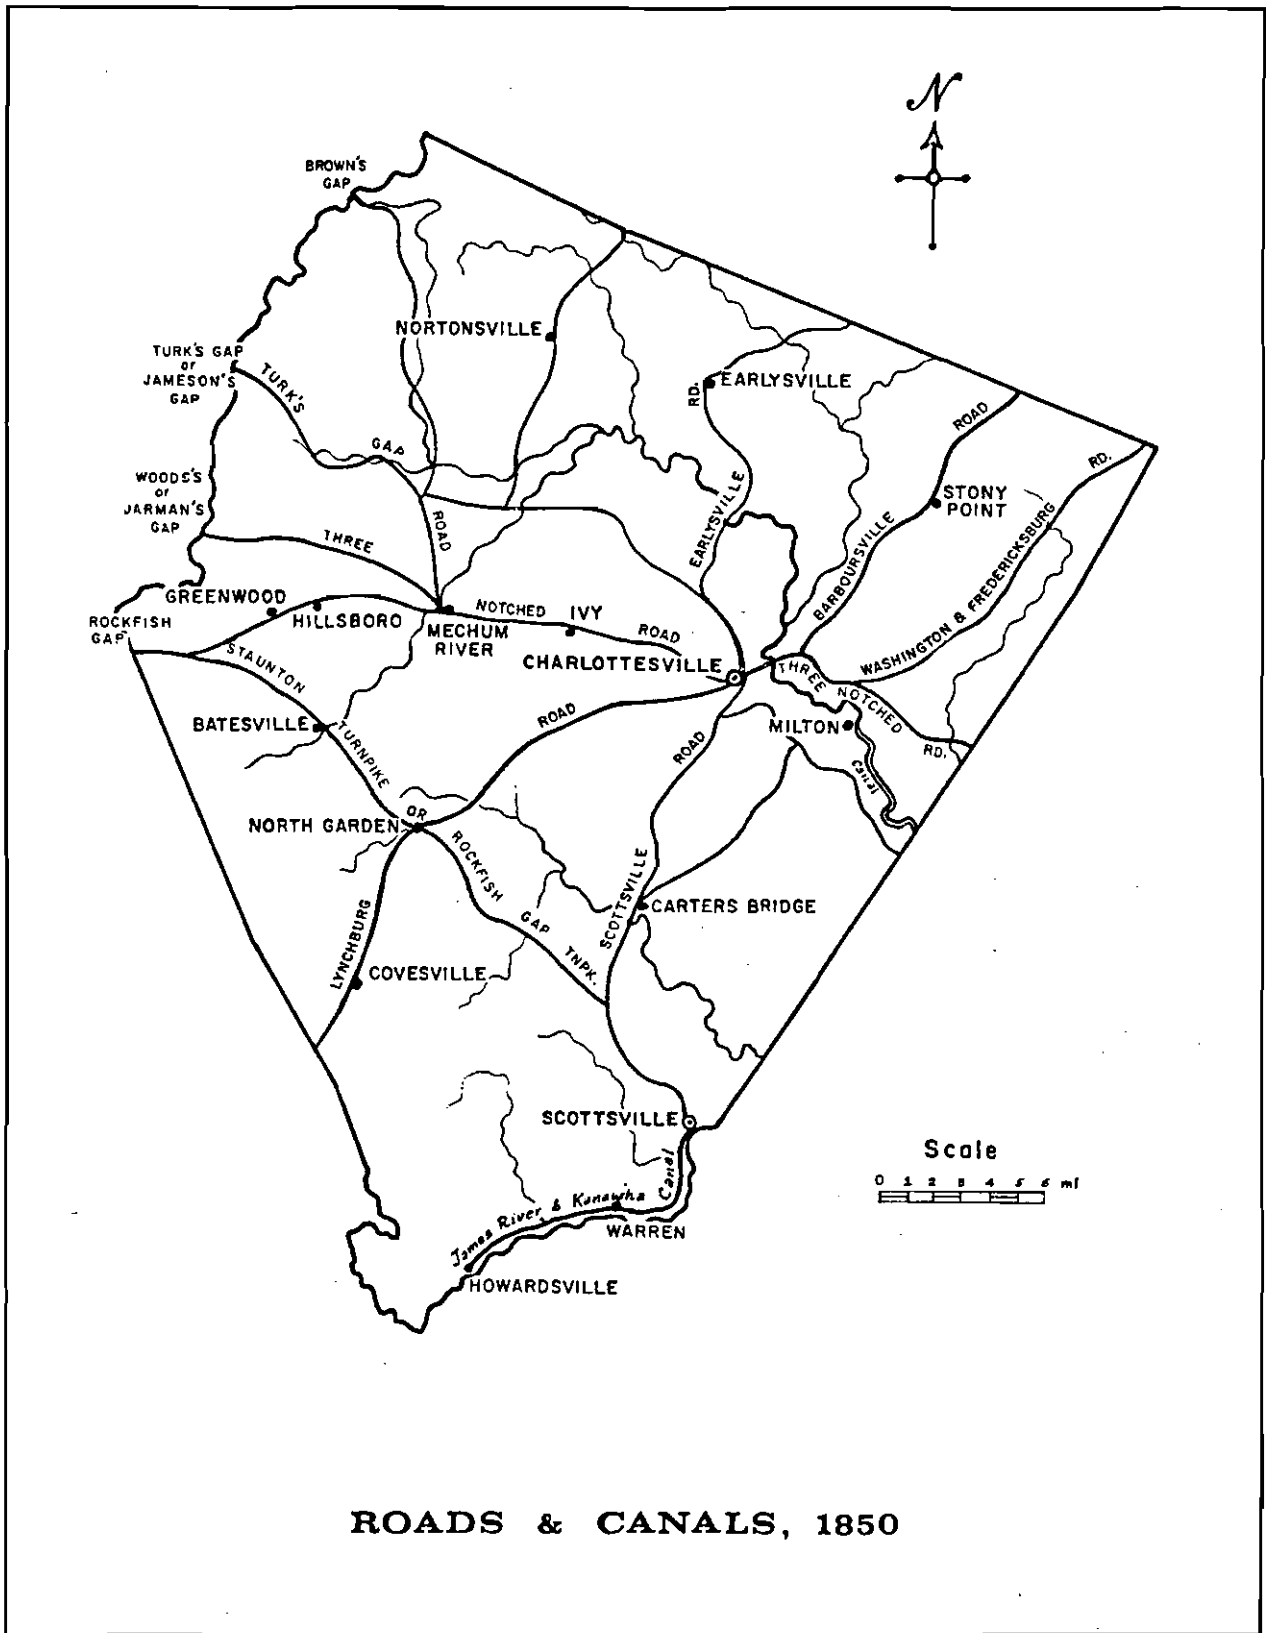 N
BROWN'S
GAP
NORTONSVILLE
TURK'S GAP
or
JAMESON'S
GAP
TURK'S
GAP
ROAD
RD.
EARLYSVILLE
EARLYSVILLE
ROAD
BARBOURSVILLE
STONY
POINT
RD.
WASHINGTON & FREDERICKSBURG
WOODS'S
or
JARMAN'S
GAP
THREE
GREENWOOD
HILLSBORO
ROCKFISH
GAP
MECHUM
RIVER
NOTCHED
IVY
ROAD
CHARLOTTESVILLE
THREE
NOTCHED
RD.
STAUNTON
TURNPIKE
OR
ROCKFISH
GAP
TNPK.
BATESVILLE
ROAD
ROAD
MILTON
Canal
NORTH GARDEN
LYNCHBURG
SCOTTSVILLE
CARTERS BRIDGE
COVESVILLE
SCOTTSVILLE
James River & Kanawha Canal
WARREN
HOWARDSVILLE
Scale
0 1 2 3 4 5 6 mi
ROADS & CANALS, 1850